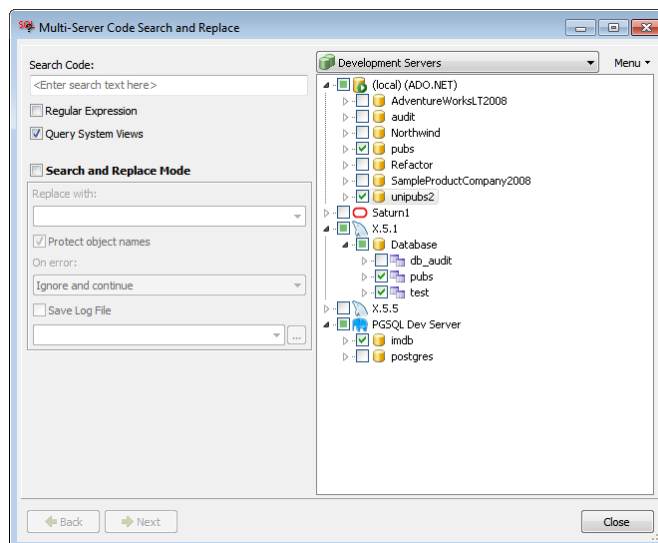 Multi-Server Code Search and Replace
Search Code:
<Enter search text here>
Regular Expression
Query System Views
Search and Replace Mode
Replace with:
Protect object names
On error:
Ignore and continue
Save Log File
...
Development Servers
Menu
(local) (ADO.NET)
AdventureWorksLT2008
audit
Northwind
pubs
Refactor
SampleProductCompany2008
unipubs2
Saturn1
X.5.1
Database
db_audit
pubs
test
X.5.5
PGSQL Dev Server
imdb
postgres
Back
Next
Close